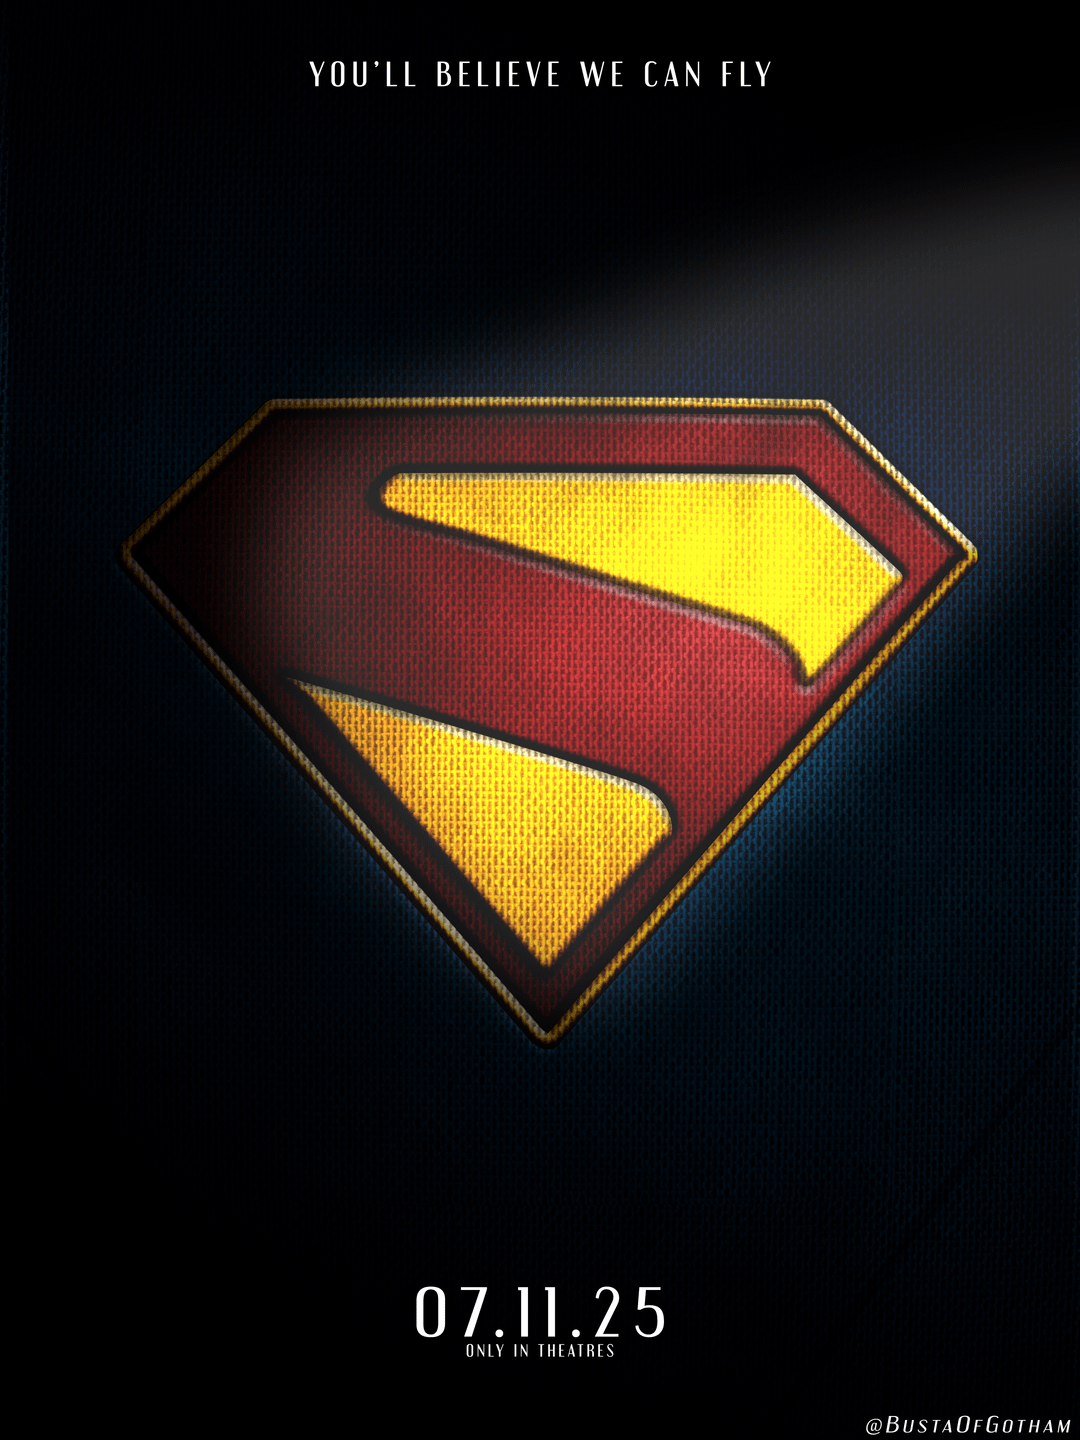 YOU'LL BELIEVE WE CAN FLY
07.11.25
ONLY IN THEATRES
@BustaOfGotham